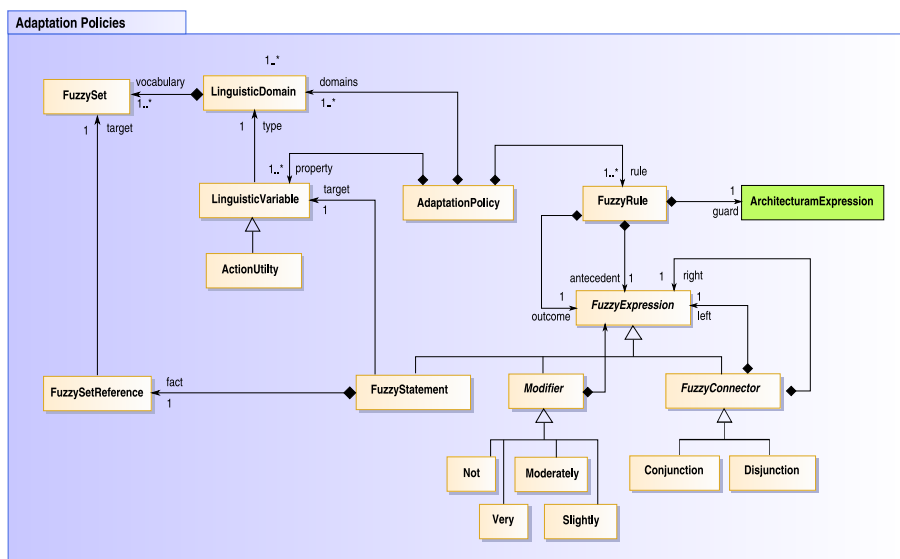 Adaptation Policies
1..*
vocabulary
domains
FuzzySet
LinguisticDomain
1..*
1..*
1
target
1
type
1..*
property
1..*
rule
LinguisticVariable
target
1
AdaptationPolicy
FuzzyRule
1
guard
ArchitecturamExpression
ActionUtilty
antecedent
1
1
right
1
outcome
FuzzyExpression
1
left
FuzzySetReference
fact
1
FuzzyStatement
Modifier
FuzzyConnector
Not
Moderately
Conjunction
Disjunction
Very
Slightly